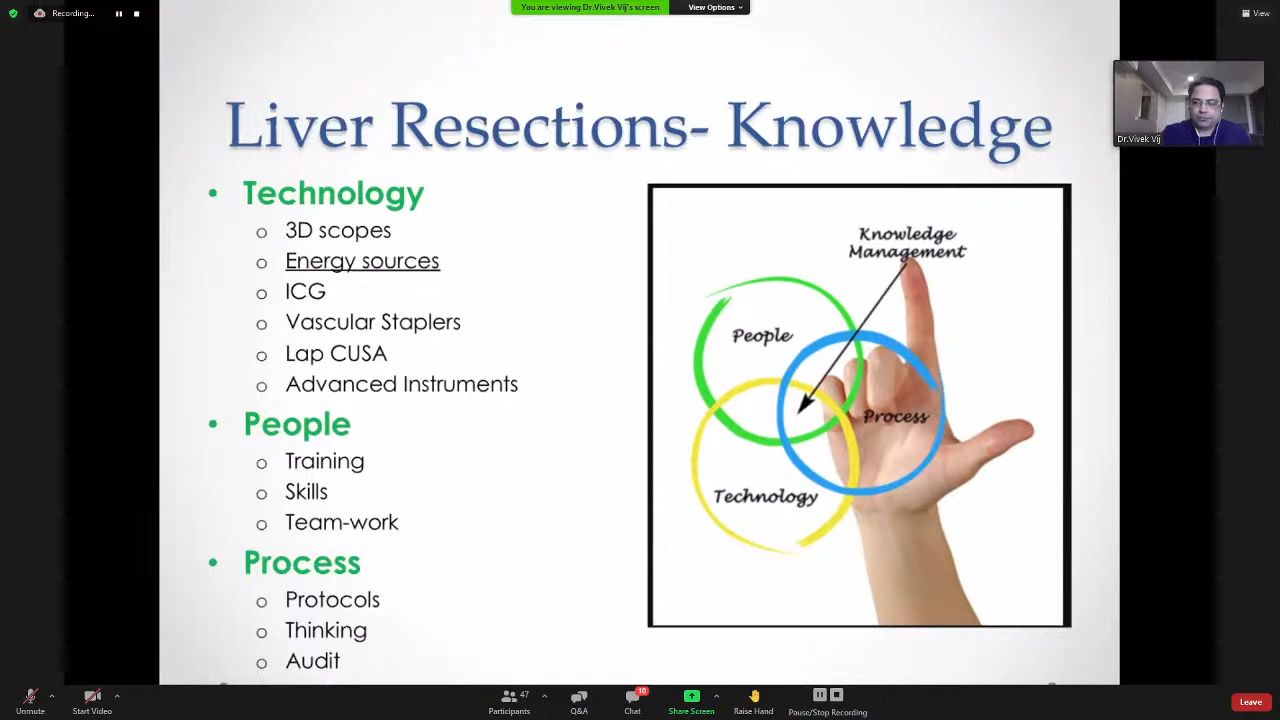 Recording...
You are viewing Dr.Vivek Vij's screen
View Options
View
Dr.Vivek Vij
Liver Resections- Knowledge
• Technology
o 3D scopes
o Energy sources
o ICG
o Vascular Staplers
o Lap CUSA
o Advanced Instruments
• People
o Training
o Skills
o Team-work
• Process
o Protocols
o Thinking
o Audit
Knowledge
Management
People
Process
Technology
Unmute
Start Video
47
Participants
Q&A
10
Chat
Share Screen
Raise Hand
Pause/Stop Recording
Leave